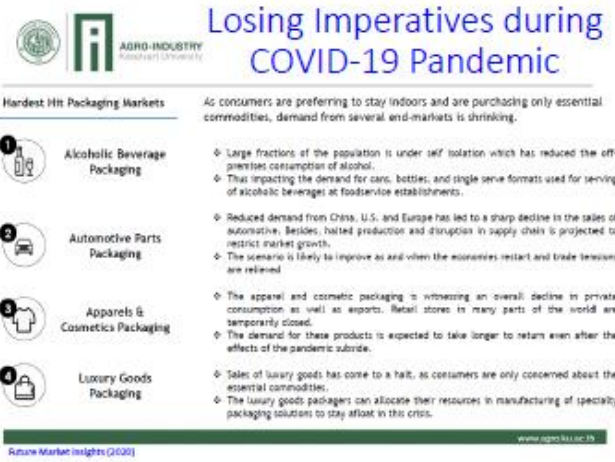 AGRO-INDUSTRY
Kasetsart University
Losing Imperatives during
COVID-19 Pandemic
Hardest Hit Packaging Markets
As consumers are preferring to stay indoors and are purchasing only essential
commodities, demand from several end-markets is shrinking.
1
Alcoholic Beverage
Packaging
Large fractions of the population is under self isolation which has reduced the off-
premises consumption of alcohol.
Thus impacting the demand for cans, bottles, and single serve formats used for serving
of alcoholic beverages at foodservice establishments.
2
Automotive Parts
Packaging
Reduced demand from China, U.S. and Europe has led to a sharp decline in the sales of
automotive. Besides, halted production and disruption in supply chain is projected to
restrict market growth.
The scenario is likely to improve as and when the economies restart and trade tensions
are relieved
3
Apparels &
Cosmetics Packaging
The apparel and cosmetic packaging is witnessing an overall decline in private
consumption as well as exports. Retail stores in many parts of the world are
temporarily closed.
The demand for these products is expected to take longer to return even after the
effects of the pandemic subside.
4
Luxury Goods
Packaging
Sales of luxury goods has come to a halt, as consumers are only concerned about the
essential commodities.
The luxury goods packagers can allocate their resources in manufacturing of specialty
packaging solutions to stay afloat in this crisis.
www.agro.ku.ac.th
Future Market Insights (2020)